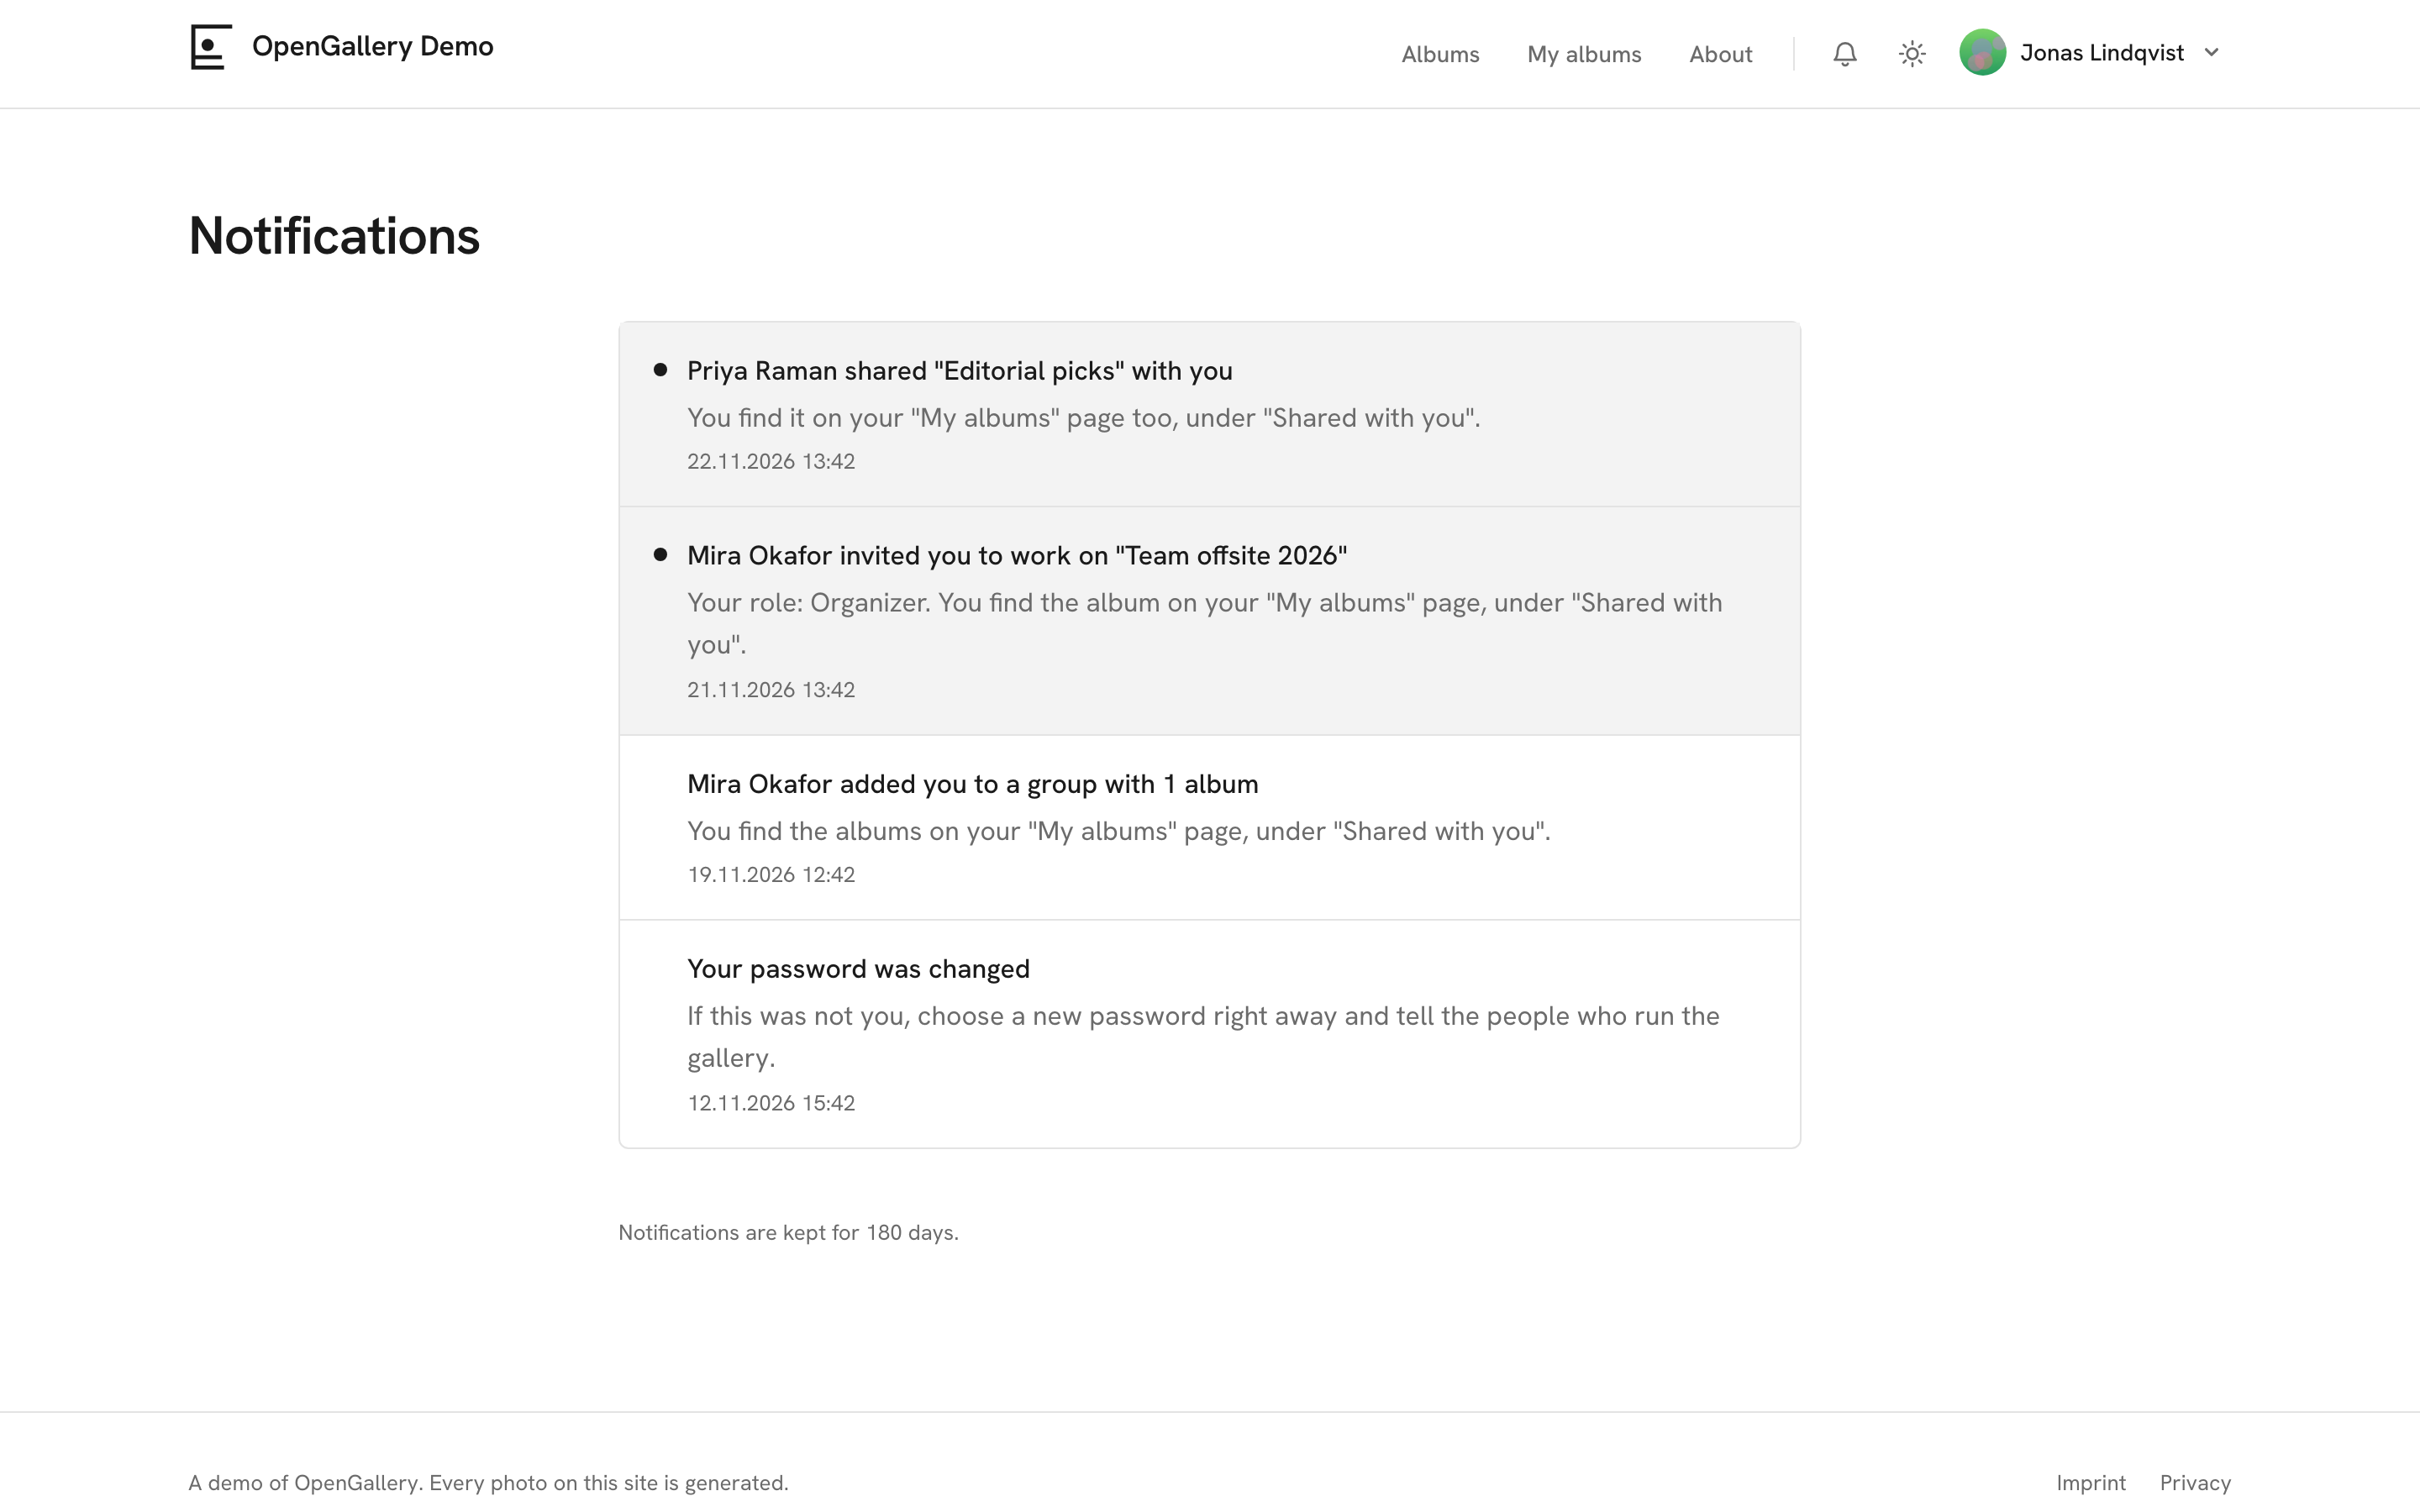 OpenGallery Demo
Albums
My albums
About
Jonas Lindqvist
Notifications
Priya Raman shared "Editorial picks" with you
You find it on your "My albums" page too, under "Shared with you".
22.11.2026 13:42
Mira Okafor invited you to work on "Team offsite 2026"
Your role: Organizer. You find the album on your "My albums" page, under "Shared with
you".
21.11.2026 13:42
Mira Okafor added you to a group with 1 album
You find the albums on your "My albums" page, under "Shared with you".
19.11.2026 12:42
Your password was changed
If this was not you, choose a new password right away and tell the people who run the
gallery.
12.11.2026 15:42
Notifications are kept for 180 days.
A demo of OpenGallery. Every photo on this site is generated.
Imprint
Privacy